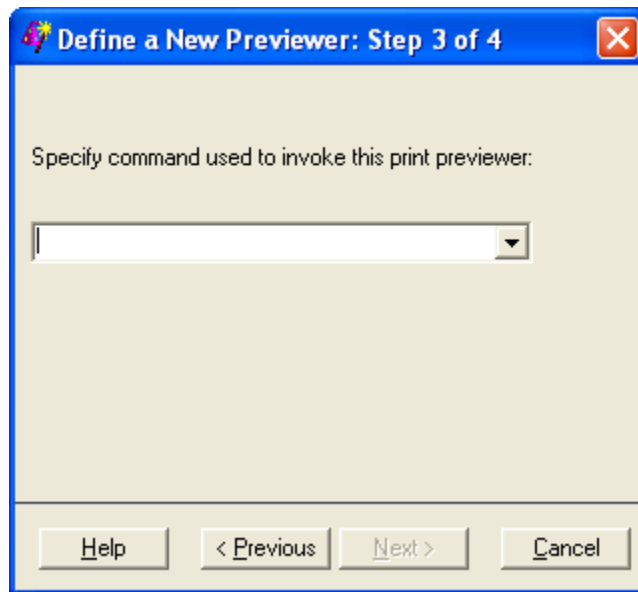 Define a New Previewer: Step 3 of 4
Specify command used to invoke this print previewer:
Help
< Previous
Next >
Cancel